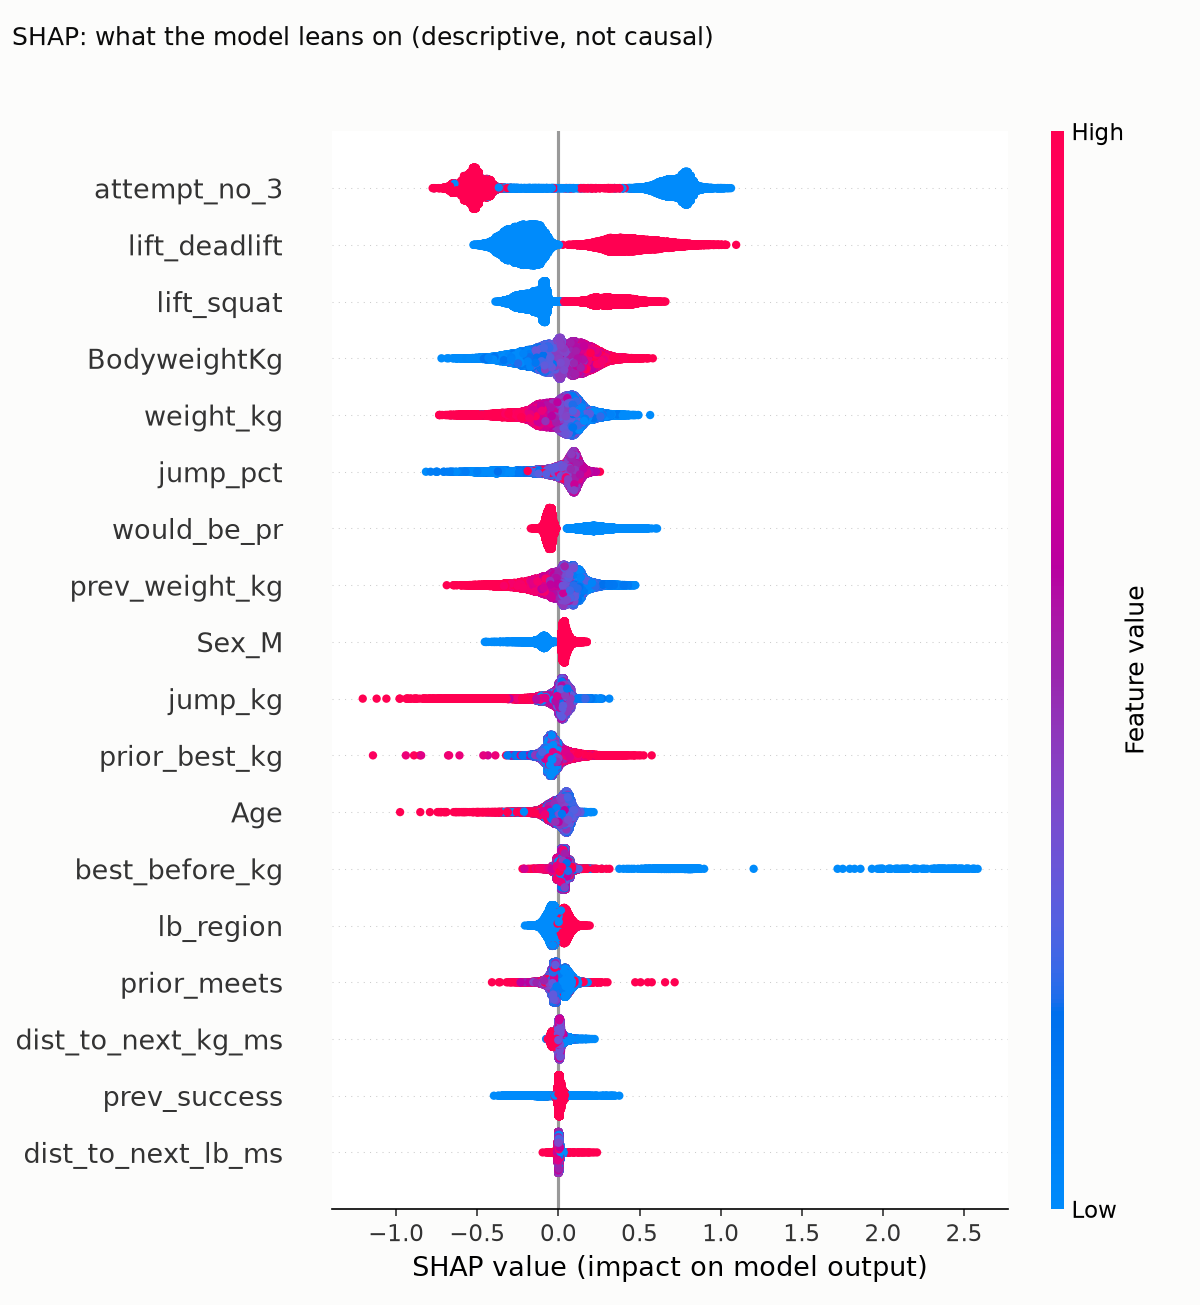 SHAP: what the model leans on (descriptive, not causal)
High
attempt_no_3
lift_deadlift
lift_squat
BodyweightKg
weight_kg
jump_pct
would_be_pr
prev_weight_kg
Sex_M
jump_kg
prior_best_kg
Age
best_before_kg
lb_region
prior_meets
dist_to_next_kg_ms
prev_success
dist_to_next_lb_ms
Feature value
Low
−1.0 −0.5 0.0 0.5 1.0 1.5 2.0 2.5
SHAP value (impact on model output)